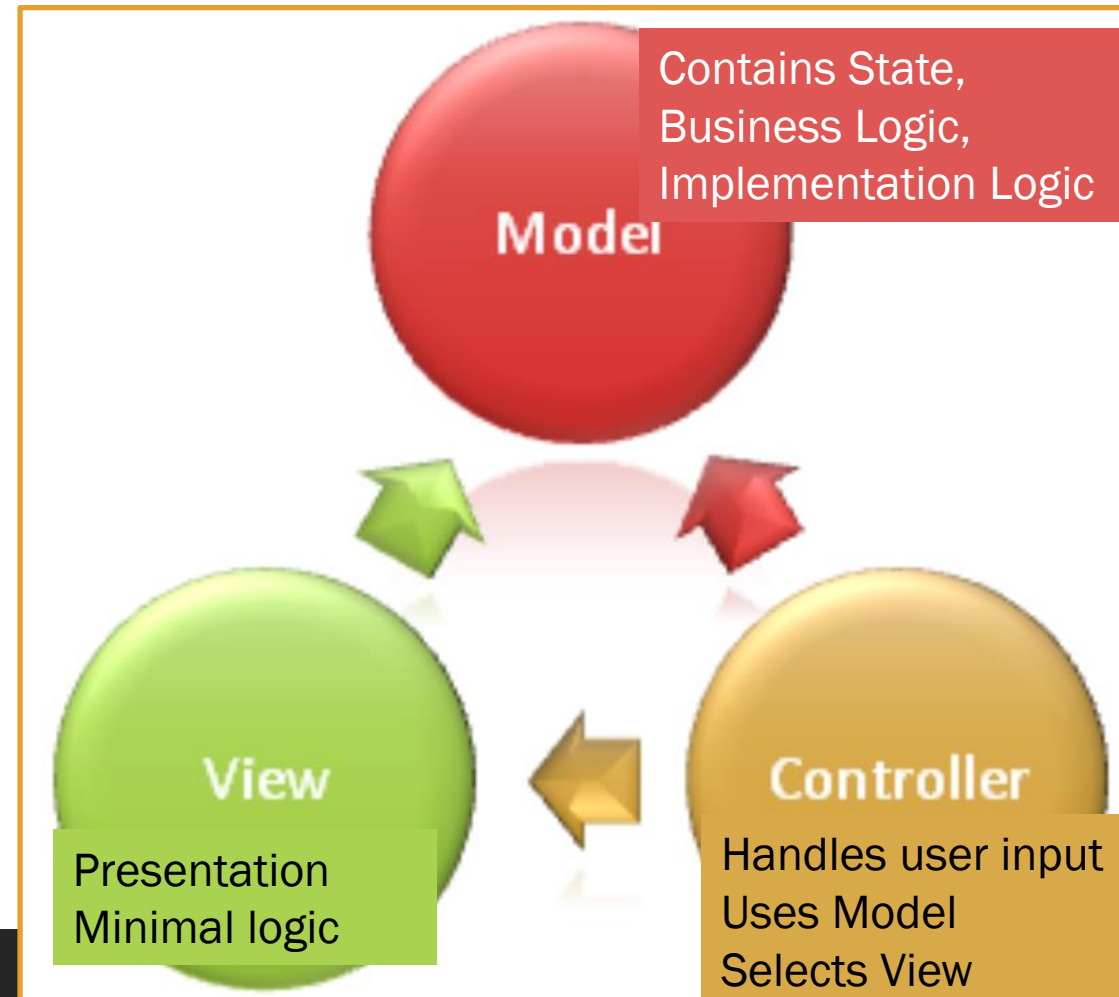 Contains State,
Business Logic,
Implementation Logic
Model
View
Presentation
Minimal logic
Controller
Handles user input
Uses Model
Selects View